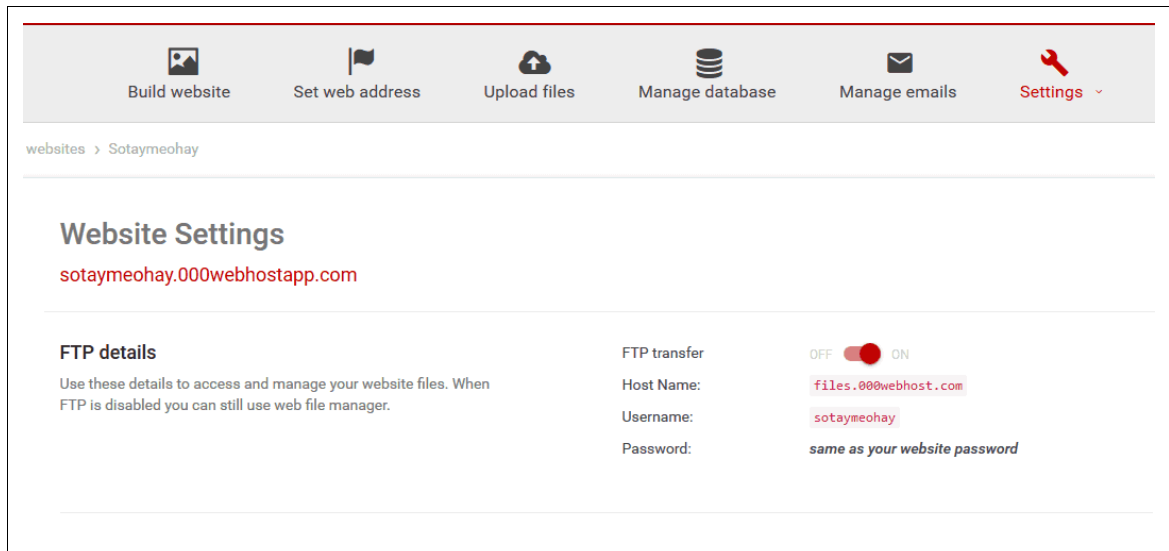 Build website
Set web address
Upload files
Manage database
Manage emails
Settings
websites › Sotaymeohay
Website Settings
sotaymeohay.000webhostapp.com
FTP details
Use these details to access and manage your website files. When
FTP is disabled you can still use web file manager.
FTP transfer OFF ON
Host Name: files.000webhost.com
Username: sotaymeohay
Password: same as your website password